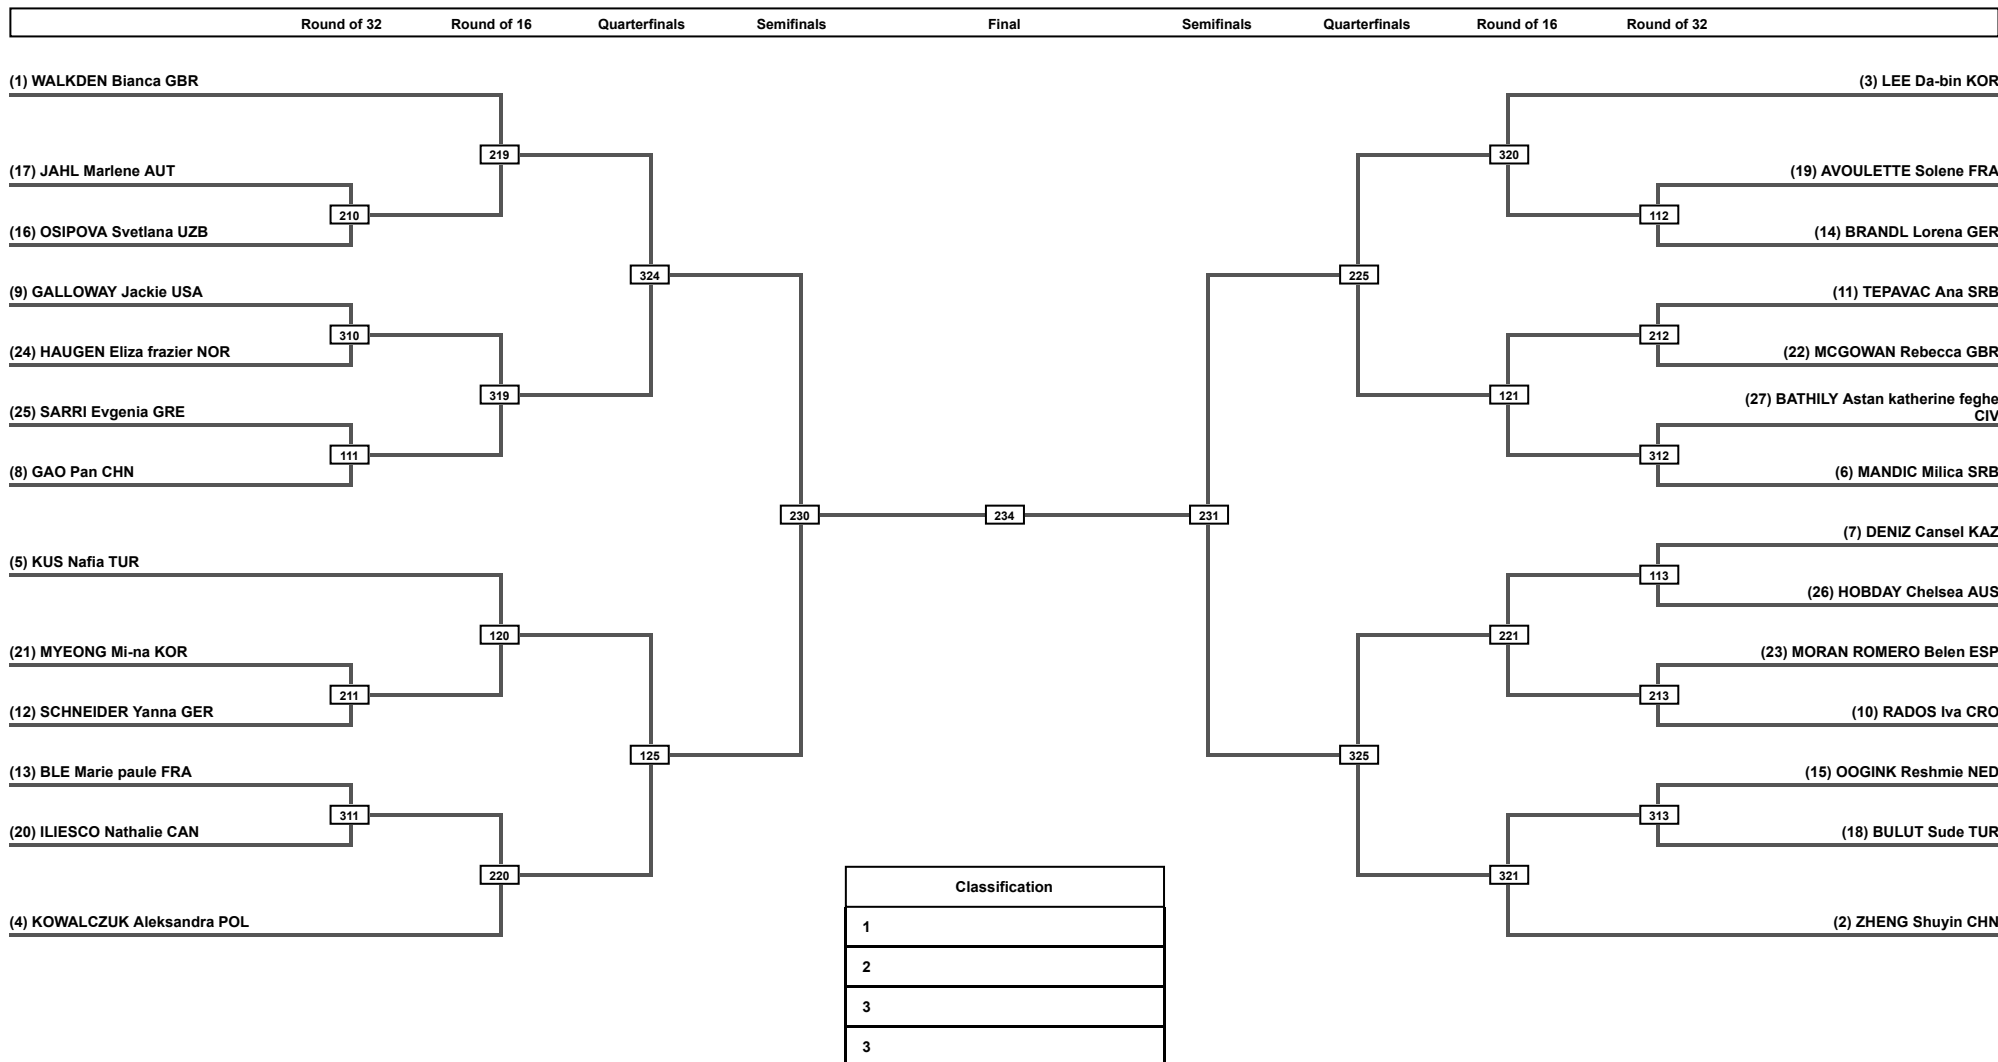 Round of 32 Round of 16 Quarterfinals Semifinals Final Semifinals Quarterfinals Round of 16 Round of 32
(1) WALKDEN Bianca GBR
(17) JAHL Marlene AUT
(16) OSIPOVA Svetlana UZB
(9) GALLOWAY Jackie USA
(24) HAUGEN Eliza frazier NOR
(25) SARRI Evgenia GRE
(8) GAO Pan CHN
(5) KUS Nafia TUR
(21) MYEONG Mi-na KOR
(12) SCHNEIDER Yanna GER
(13) BLE Marie paule FRA
(20) ILIESCO Nathalie CAN
(4) KOWALCZUK Aleksandra POL
210
310
111
211
311
219
319
120
220
324
125
230
234
231
225
325
320
121
221
321
112
212
312
113
213
313
(3) LEE Da-bin KOR
(19) AVOULETTE Solene FRA
(14) BRANDL Lorena GER
(11) TEPAVAC Ana SRB
(22) MCGOWAN Rebecca GBR
(27) BATHILY Astan katherine feghe
CIV
(6) MANDIC Milica SRB
(7) DENIZ Cansel KAZ
(26) HOBDAY Chelsea AUS
(23) MORAN ROMERO Belen ESP
(10) RADOS Iva CRO
(15) OOGINK Reshmie NED
(18) BULUT Sude TUR
(2) ZHENG Shuyin CHN
Classification
1
2
3
3